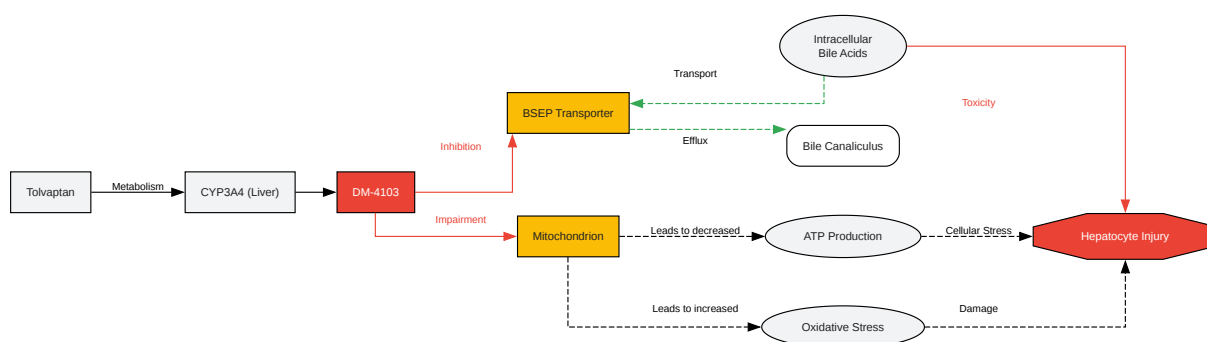 Intracellular
Bile Acids
Transport
Toxicity
BSEP Transporter
Efflux
Bile Canaliculus
Inhibition
Tolvaptan
Metabolism
CYP3A4 (Liver)
DM-4103
Impairment
Mitochondrion
Leads to decreased
ATP Production
Cellular Stress
Hepatocyte Injury
Leads to increased
Oxidative Stress
Damage